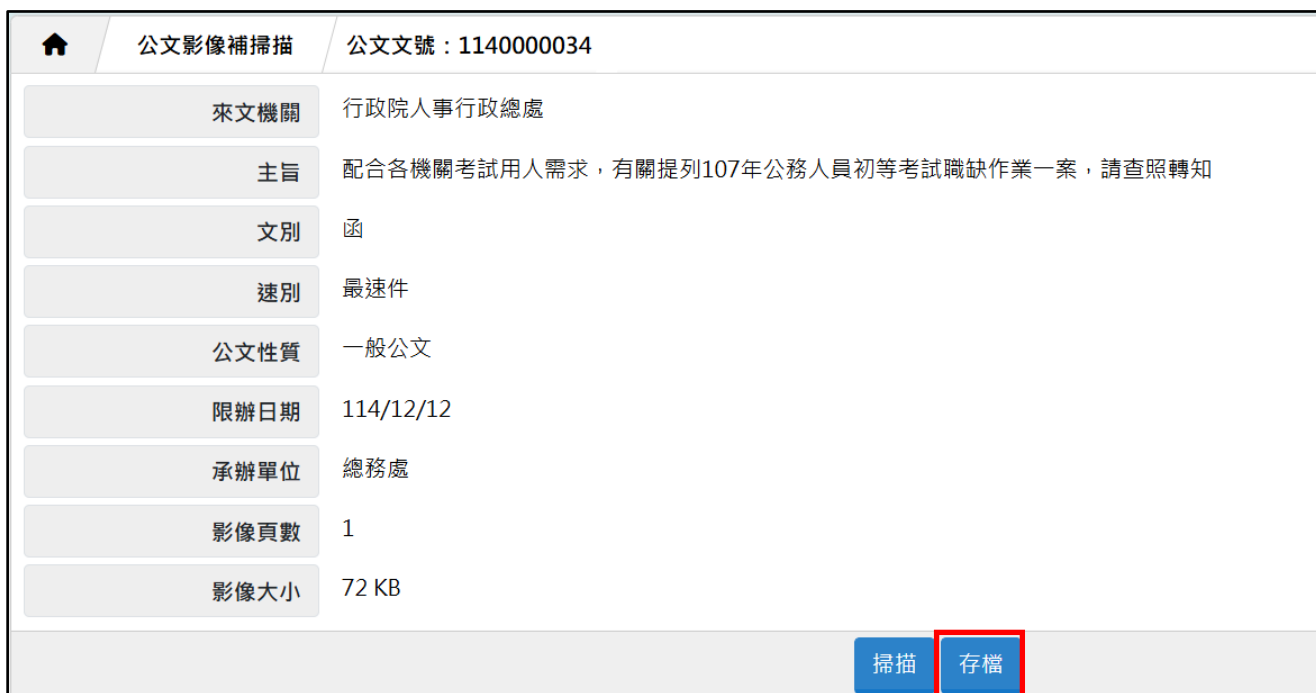 公文影像補掃描 公文文號：1140000034
來文機關 行政院人事行政總處
主旨 配合各機關考試用人需求，有關提列107年公務人員初等考試職缺作業一案，請查照轉知
文別 函
速別 最速件
公文性質 一般公文
限辦日期 114/12/12
承辦單位 總務處
影像頁數 1
影像大小 72 KB
掃描 存檔